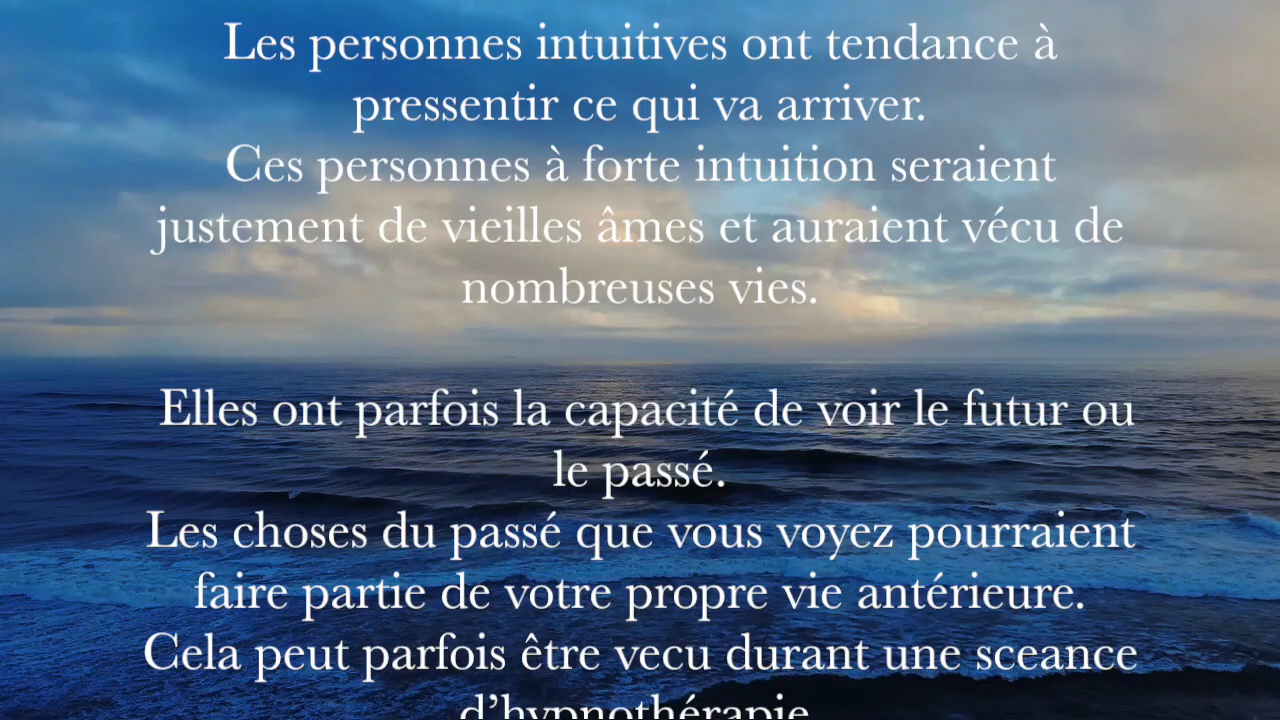 Les personnes intuitives ont tendance à
pressentir ce qui va arriver.
Ces personnes à forte intuition seraient
justement de vieilles âmes et auraient vécu de
nombreuses vies.
Elles ont parfois la capacité de voir le futur ou
le passé.
Les choses du passé que vous voyez pourraient
faire partie de votre propre vie antérieure.
Cela peut parfois être vecu durant une sceance
d’hypnothérapie